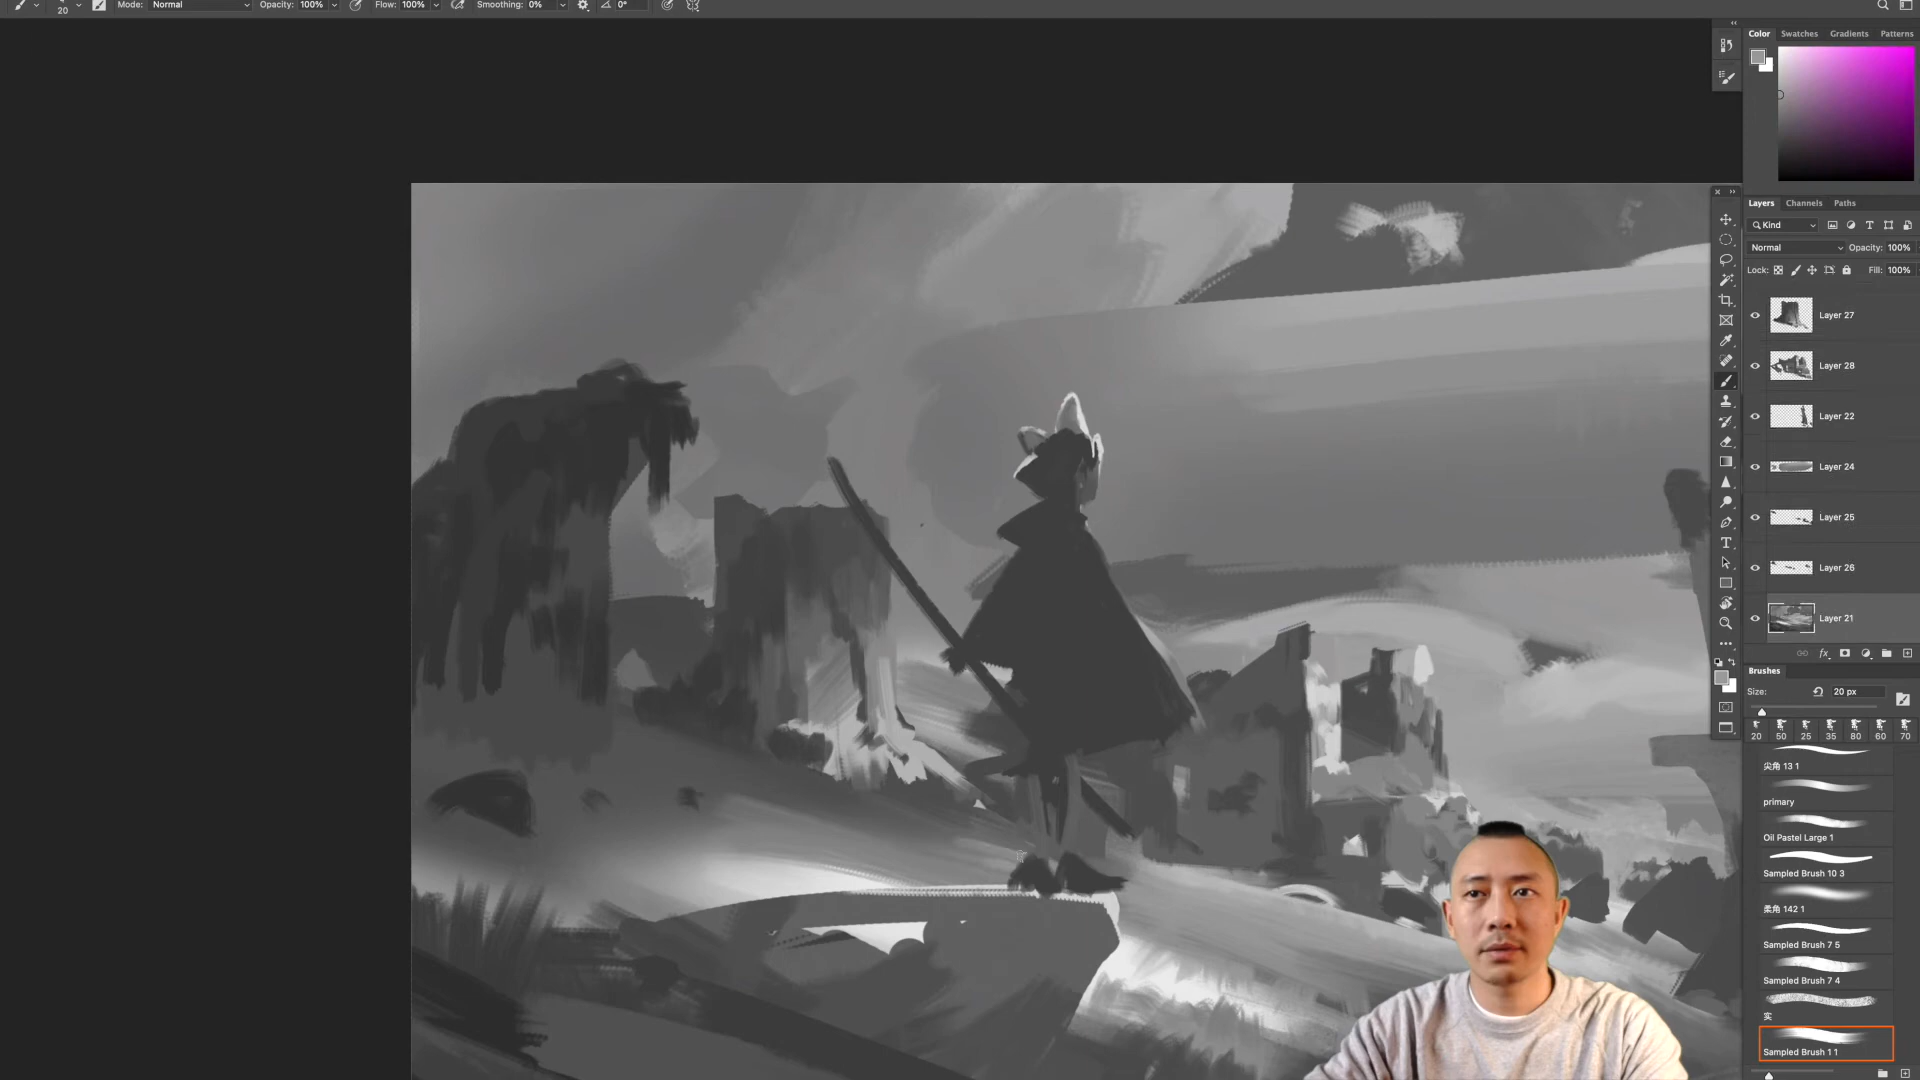 20 Mode: Normal Opacity: 100% Flow: 100% Smoothing: 0% 0°
Color Swatches Gradients Patterns
Layers Channels Paths
Kind
Normal Opacity: 100%
Lock: Fill: 100%
Layer 27
Layer 28
Layer 22
Layer 24
Layer 25
Layer 26
Layer 21
fx
Brushes
Size: 20 px
20 50 25 35 80 60 70
尖角 13 1
primary
Oil Pastel Large 1
Sampled Brush 10 3
柔角 142 1
Sampled Brush 7 5
Sampled Brush 7 4
实
Sampled Brush 1 1